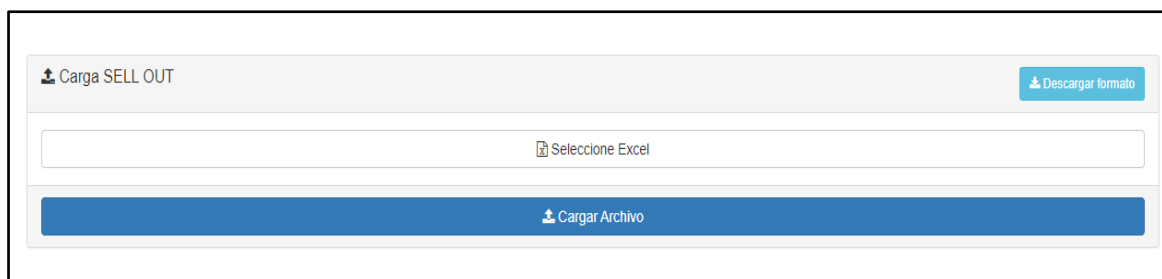 Carga SELL OUT
Descargar formato
Seleccione Excel
Cargar Archivo